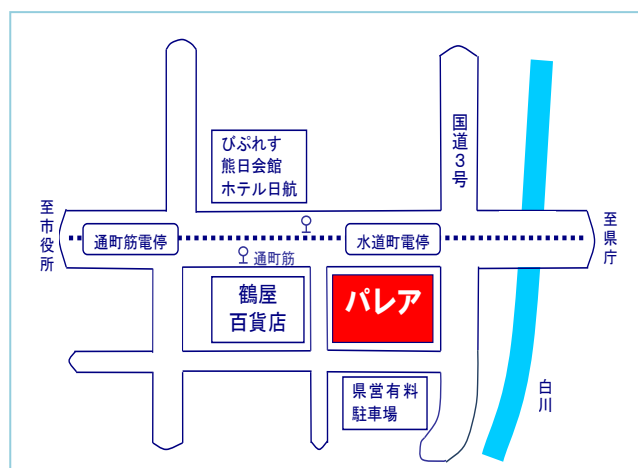 国道3号
びぷれす
熊日会館
ホテル日航
至市役所
至県庁
通町筋電停
水道町電停
通町筋
鶴屋
百貨店
パレア
県営有料
駐車場
白川